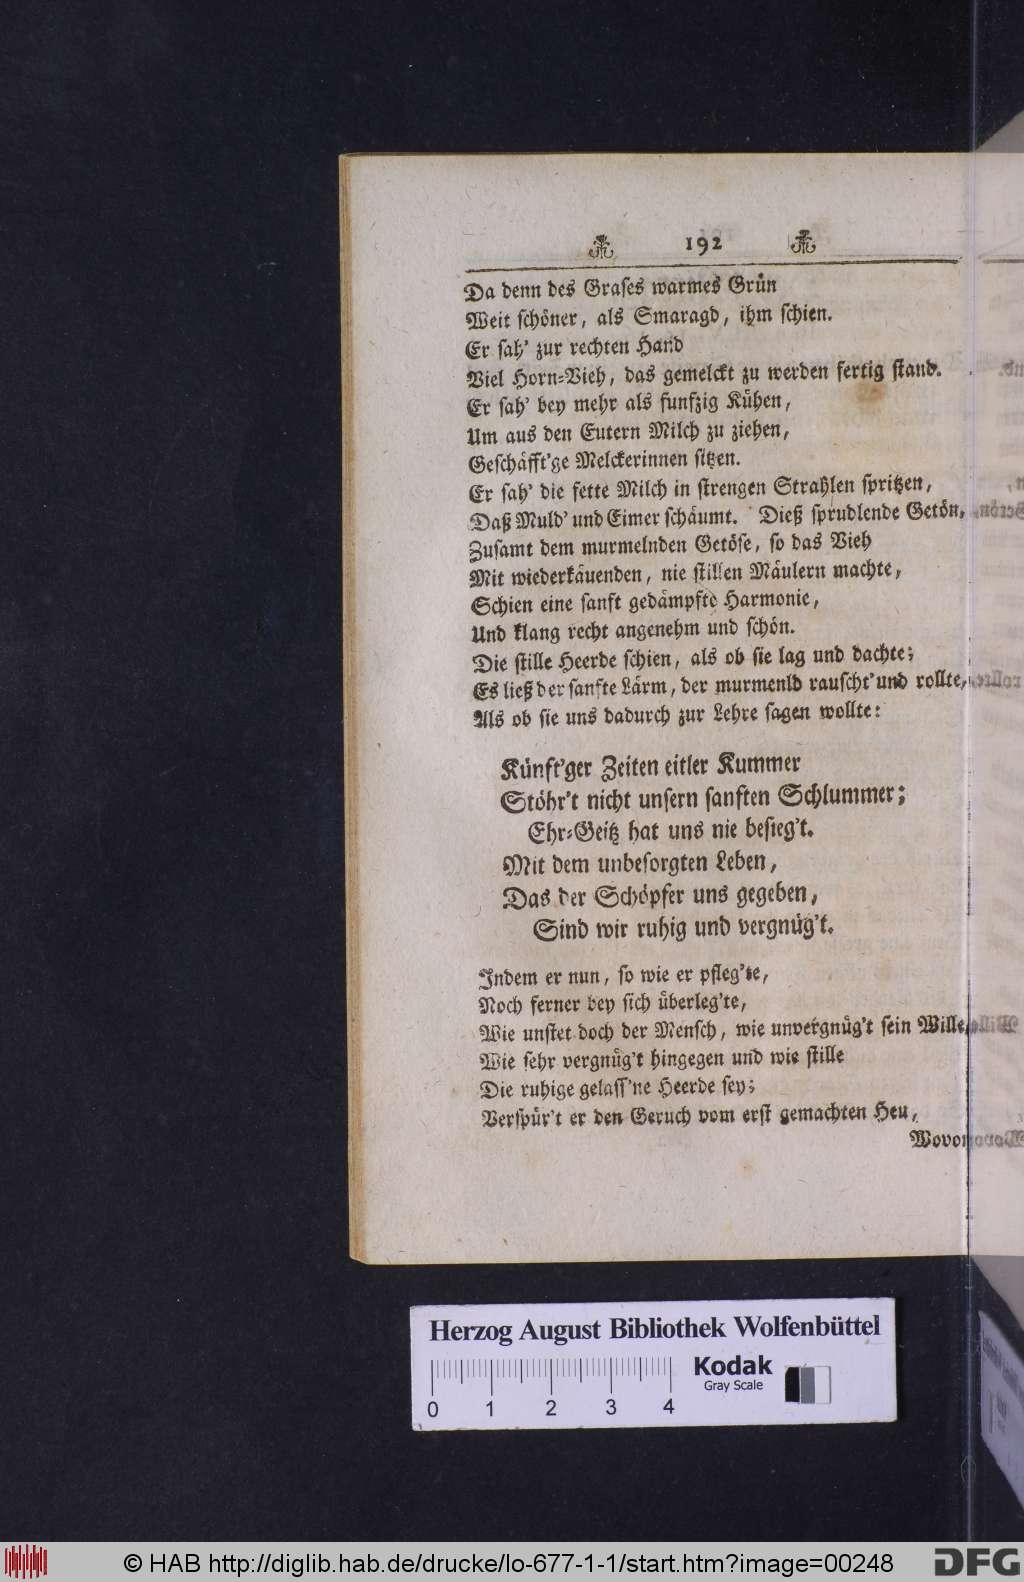 192
Da denn des Grases warmes Grün
Weit schöner, als Smaragd, ihm schien.
Er sah' zur rechten Hand
Viel Horn-Vieh, das gemelckt zu werden fertig stand.
Er sah' bey mehr als funfzig Kühen,
Um aus den Eutern Milch zu ziehen,
Geschäfft'ge Melckerinnen sitzen.
Er sah' die fette Milch in strengen Strahlen spritzen,
Daß Muld' und Eimer schäumt. Dieß sprudlende Getön,
Zusamt dem murmelnden Getöse, so das Vieh
Mit wiederkäuenden, nie stillen Mäulern machte,
Schien eine sanft gedämpfte Harmonie,
Und klang recht angenehm und schön.
Die stille Heerde schien, als ob sie lag und dachte;
Es ließ der sanfte Lärm, der murmenld rauscht' und rollte,
Als ob sie uns dadurch zur Lehre sagen wollte:
Künft'ger Zeiten eitler Kummer
Stöhr't nicht unsern sanften Schlummer;
Ehr-Geitz hat uns nie besieg't.
Mit dem unbesorgten Leben,
Das der Schöpfer uns gegeben,
Sind wir ruhig und vergnüg't.
Indem er nun, so wie er pfleg'te,
Noch ferner bey sich überleg'te,
Wie unstet doch der Mensch, wie unvergnüg't sein Wille,
Wie sehr vergnüg't hingegen und wie stille
Die ruhige gelass'ne Heerde sey;
Verspür't er den Geruch vom erst gemachten Heu,
Wovon
Herzog August Bibliothek Wolfenbüttel
Kodak
Gray Scale
0 1 2 3 4
© HAB http://diglib.hab.de/drucke/lo-677-1-1/start.htm?image=00248
DFG